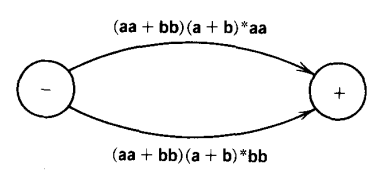 (aa + bb)(a + b)*aa
−
+
(aa + bb)(a + b)*bb